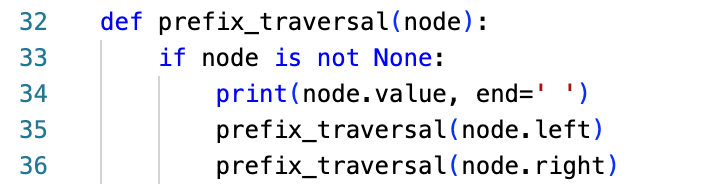 32 def prefix_traversal(node):
33 if node is not None:
34 print(node.value, end=' ')
35 prefix_traversal(node.left)
36 prefix_traversal(node.right)